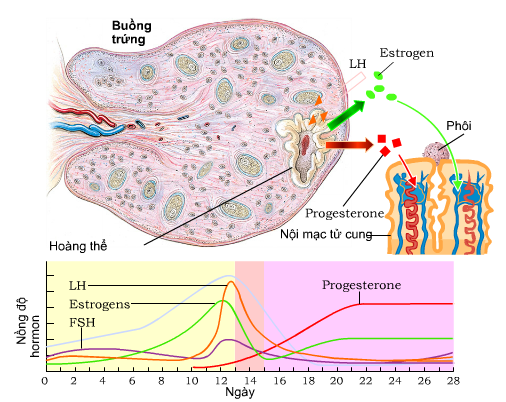 Buồng
trứng
LH
Estrogen
Phôi
Progesterone
Nội mạc tử cung
Hoàng thể
LH
Estrogens
FSH
Progesterone
Nồng độ
hormon
0 2 4 6 8 10 12 14 16 18 20 22 24 26 28
Ngày